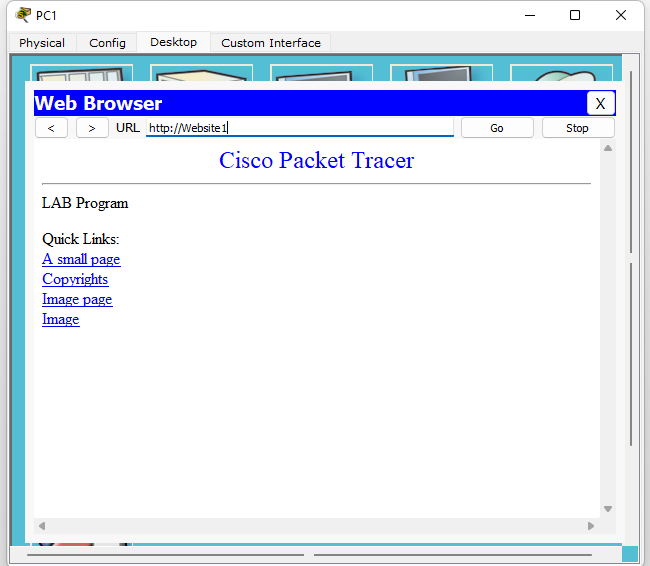 PC1
Physical Config Desktop Custom Interface
Web Browser X
< > URL http://Website1 Go Stop
Cisco Packet Tracer
LAB Program
Quick Links:
A small page
Copyrights
Image page
Image